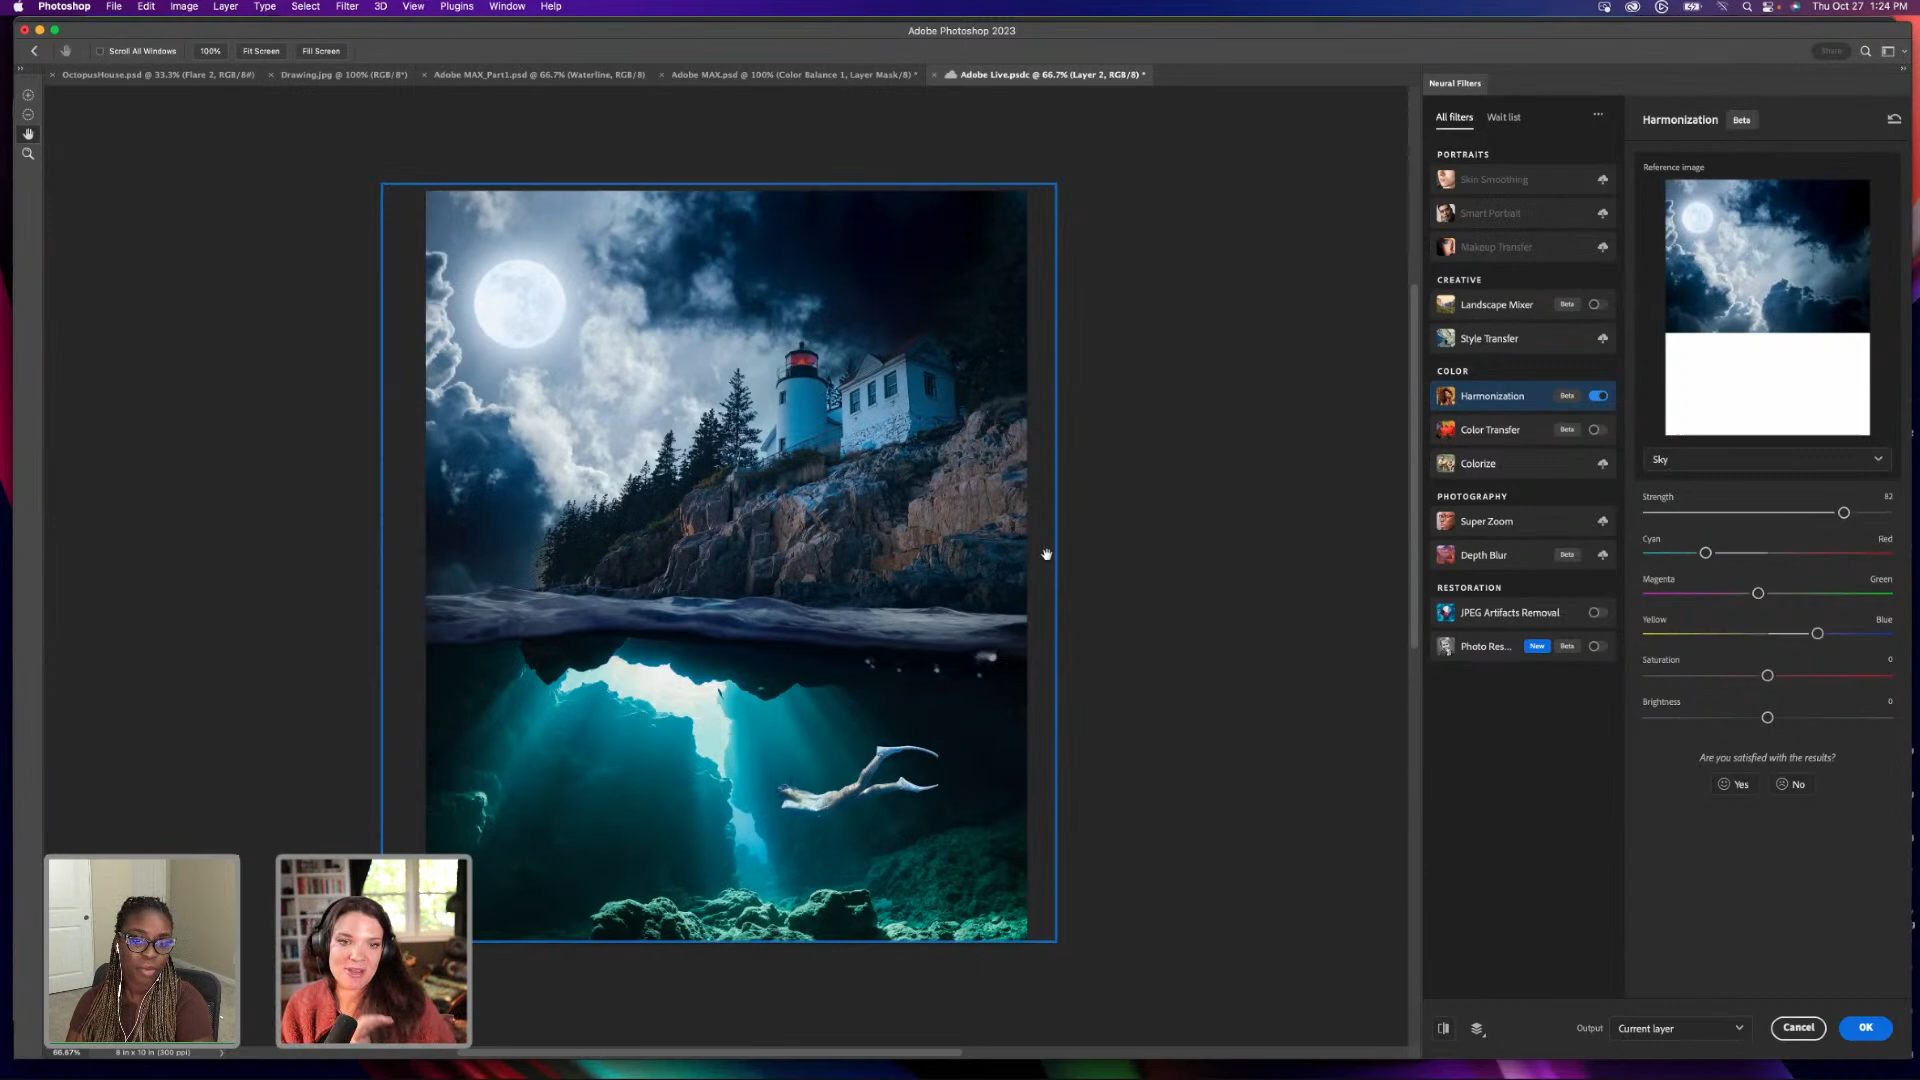 Photoshop File Edit Image Layer Type Select Filter 3D View Plugins Window Help
Thu Oct 27 1:24 PM
Adobe Photoshop 2023
Scroll All Windows 100% Fit Screen Fill Screen
Share
OctopusHouse.psd @ 33.3% (Flare 2, RGB/8#)
Drawing.jpg @ 100% (RGB/8*)
Adobe MAX_Part1.psd @ 66.7% (Waterline, RGB/8)
Adobe MAX.psd @ 100% (Color Balance 1, Layer Mask/8) *
Adobe Live.psdc @ 66.7% (Layer 2, RGB/8) *
Neural Filters
All filters Wait list
PORTRAITS
Skin Smoothing
Smart Portrait
Makeup Transfer
CREATIVE
Landscape Mixer Beta
Style Transfer
COLOR
Harmonization Beta
Color Transfer Beta
Colorize
PHOTOGRAPHY
Super Zoom
Depth Blur Beta
RESTORATION
JPEG Artifacts Removal
Photo Res... New Beta
Harmonization Beta
Reference image
Sky
Strength 82
Cyan Red
Magenta Green
Yellow Blue
Saturation 0
Brightness 0
Are you satisfied with the results?
Yes No
Output Current layer Cancel OK
66.67% 8 in x 10 in (300 ppi)